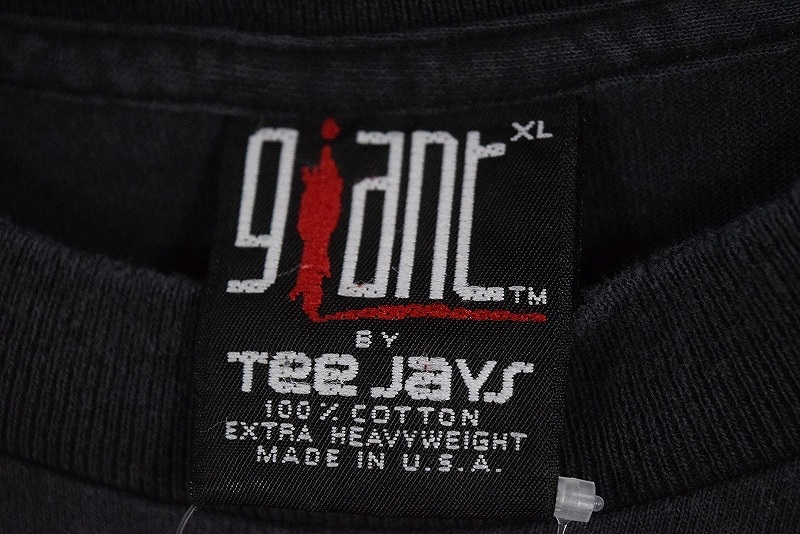 XL
giant TM
BY
Tee Jays
100% COTTON
EXTRA HEAVYWEIGHT
MADE IN U.S.A.